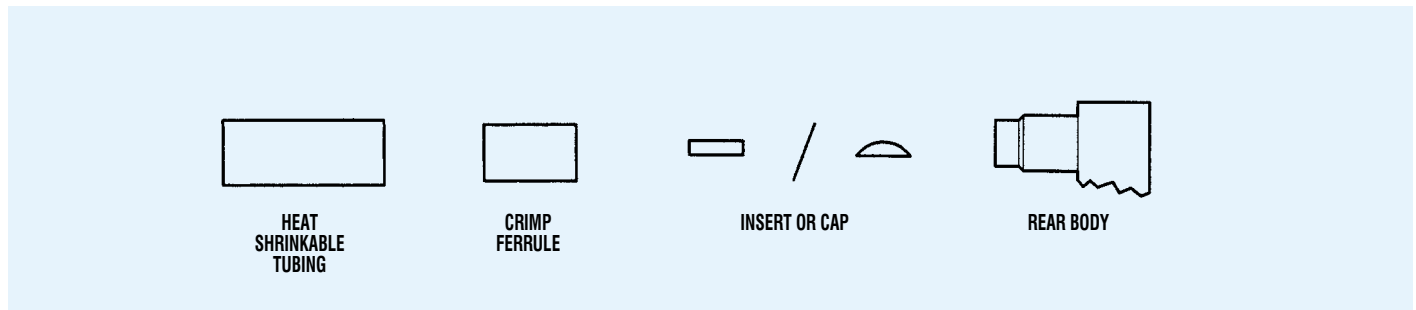 HEAT
SHRINKABLE
TUBING
CRIMP
FERRULE
INSERT OR CAP
REAR BODY